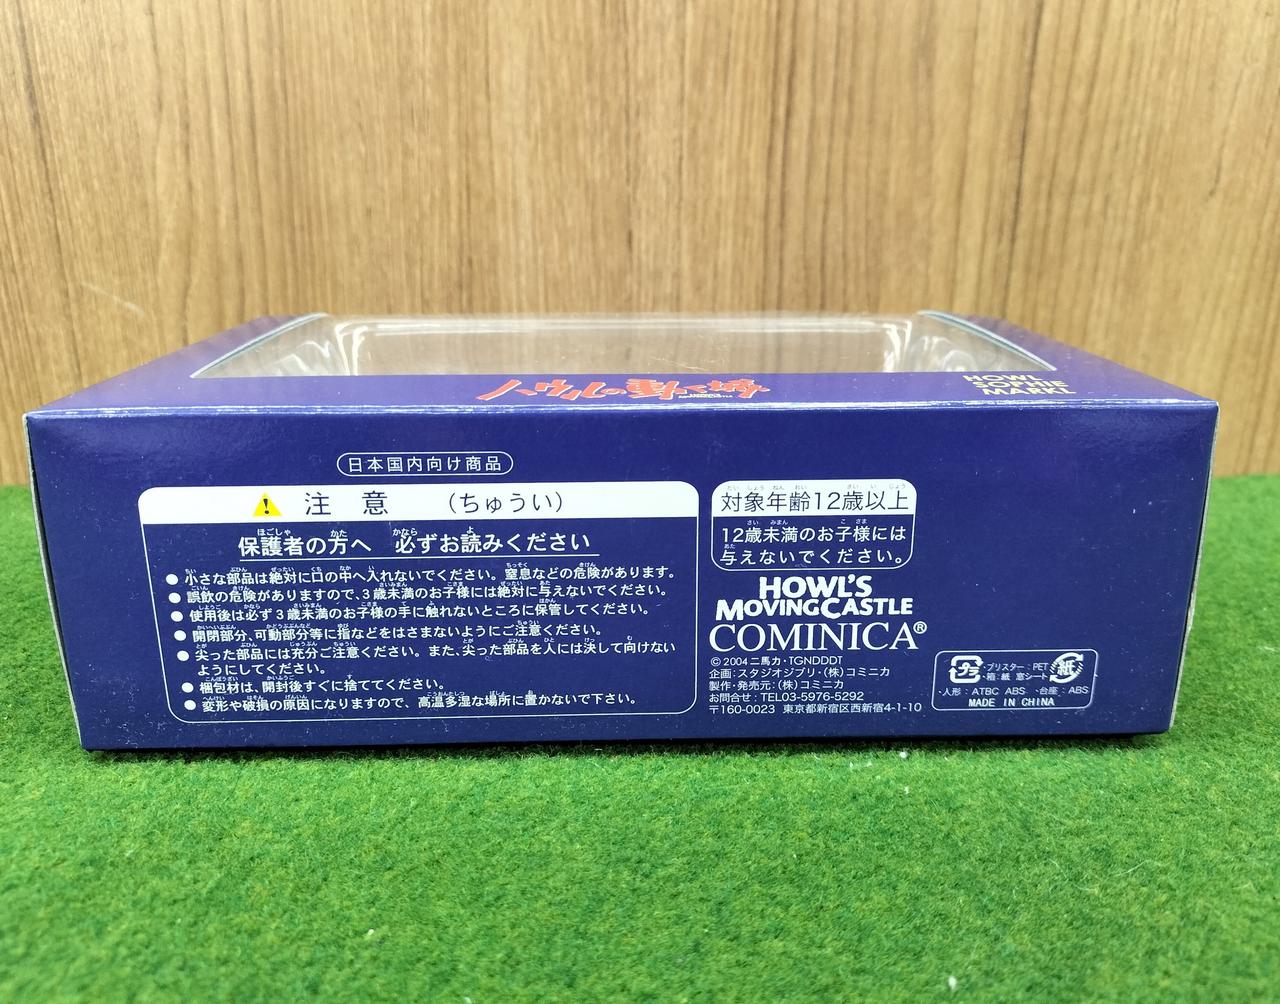 ハウルの動く城
HOWL
SOPHIE
MARKL
日本国内向け商品
注意 (ちゅうい)
保護者の方へ 必ずお読みください
●小さな部品は絶対に口の中へ入れないでください。窒息などの危険があります。
●誤飲の危険がありますので、3歳未満のお子様には絶対に与えないでください。
●使用後は必ず3歳未満のお子様の手に触れないところに保管してください。
●開閉部分、可動部分等に指などをはさまないようにご注意ください。
●尖った部品には充分ご注意ください。また、尖った部品を人には決して向けない
ようにしてください。
●梱包材は、開封後すぐに捨ててください。
●変形や破損の原因になりますので、高温多湿な場所に置かないで下さい。
対象年齢12歳以上
12歳未満のお子様には
与えないでください。
HOWL'S
MOVING CASTLE
COMINICA®
© 2004 二馬力・TGNDDDT
企画:スタジオジブリ・(株)コミニカ
製作・発売元:(株)コミニカ
お問合せ:TEL03-5976-5292
〒160-0023 東京都新宿区西新宿4-1-10
プラ
・ブリスター:PET
・箱:紙 窓シート
紙
・人形:ATBC ABS ・台座:ABS
MADE IN CHINA